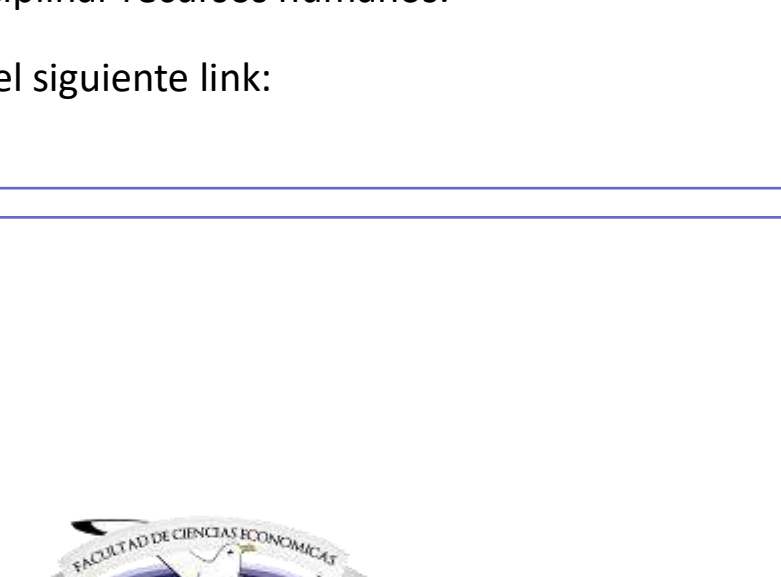 recursos humanos.
el siguiente link:
FACULTAD DE CIENCIAS ECONOMICAS